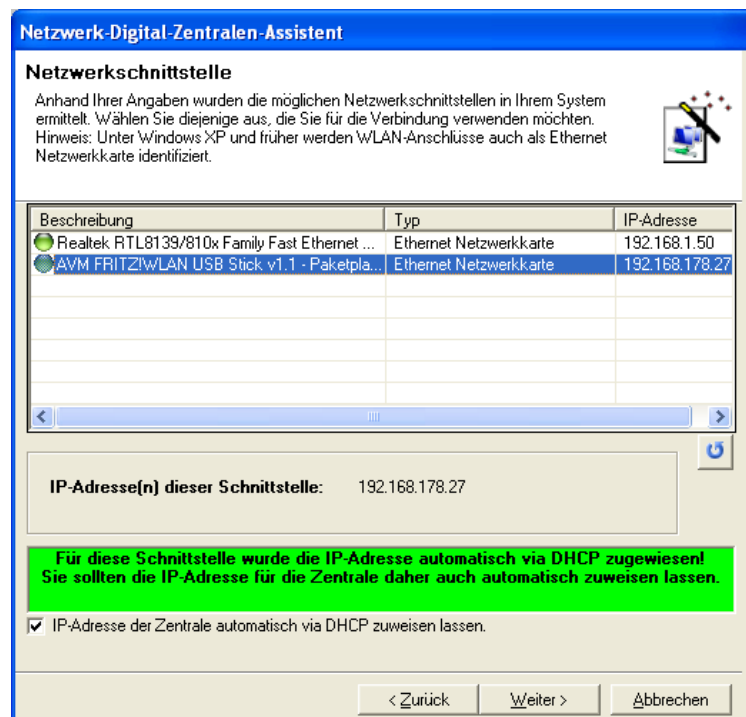 Netzwerk-Digital-Zentralen-Assistent
Netzwerkschnittstelle
Anhand Ihrer Angaben wurden die möglichen Netzwerkschnittstellen in Ihrem System
ermittelt. Wählen Sie diejenige aus, die Sie für die Verbindung verwenden möchten.
Hinweis: Unter Windows XP und früher werden WLAN-Anschlüsse auch als Ethernet
Netzwerkkarte identifiziert.
Beschreibung Typ IP-Adresse
Realtek RTL8139/810x Family Fast Ethernet ... Ethernet Netzwerkkarte 192.168.1.50
AVM FRITZ!WLAN USB Stick v1.1 - Paketpla... Ethernet Netzwerkkarte 192.168.178.27
IP-Adresse(n) dieser Schnittstelle: 192.168.178.27
Für diese Schnittstelle wurde die IP-Adresse automatisch via DHCP zugewiesen!
Sie sollten die IP-Adresse für die Zentrale daher auch automatisch zuweisen lassen.
IP-Adresse der Zentrale automatisch via DHCP zuweisen lassen.
< Zurück Weiter > Abbrechen